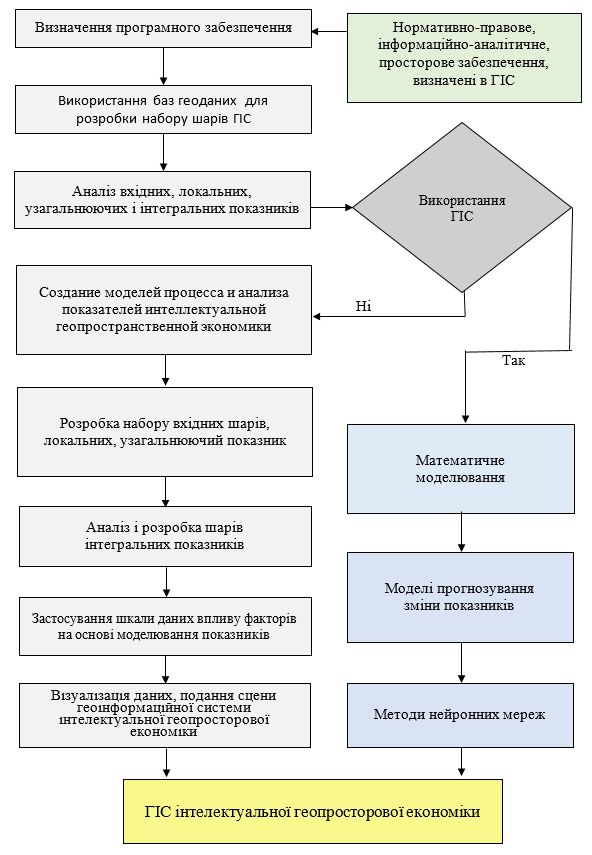 Визначення програмного забезпечення
Нормативно-правове,
інформаційно-аналітичне,
просторове забезпечення,
визначені в ГІС
Використання баз геоданих для
розробки набору шарів ГІС
Аналіз вхідних, локальних,
узагальнюючих і інтегральних показників
Використання
ГІС
Создание моделей процесса и анализа
показателей интеллектуальной
геопространственной экономики
Ні
Так
Розробка набору вхідних шарів,
локальних, узагальнюючий показник
Математичне
моделювання
Аналіз і розробка шарів
інтегральних показників
Моделі прогнозування
зміни показників
Застосування шкали даних впливу факторів
на основі моделювання показників
Візуалізація даних, подання сцени
геоінформаційної системи
інтелектуальної геопросторової
економіки
Методи нейронних мереж
ГІС інтелектуальної геопросторової економіки